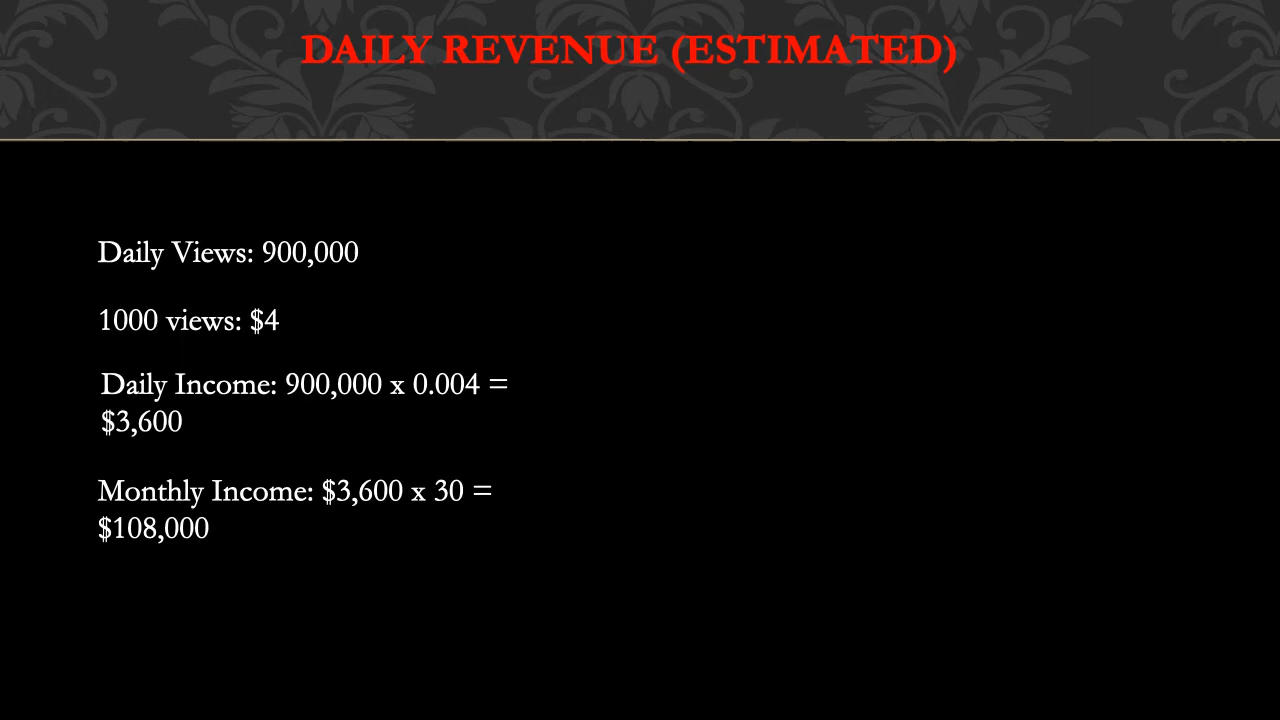 DAILY REVENUE (ESTIMATED)
Daily Views: 900,000
1000 views: $4
Daily Income: 900,000 x 0.004 =
$3,600
Monthly Income: $3,600 x 30 =
$108,000